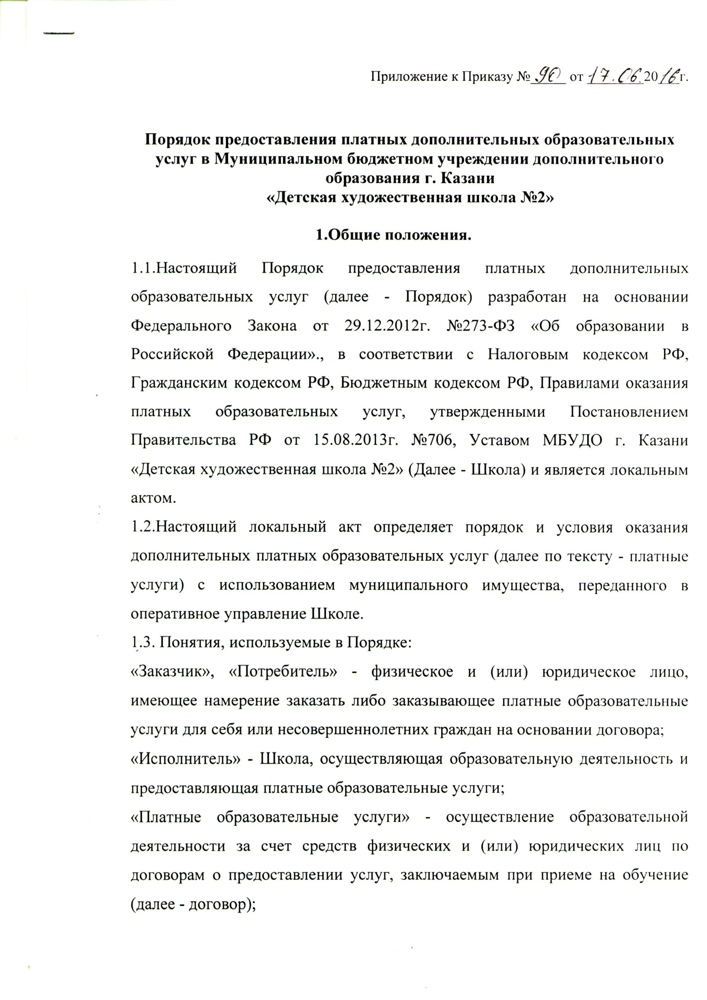 Приложение к Приказу № 90 от 17.06.2016г.
Порядок предоставления платных дополнительных образовательных
услуг в Муниципальном бюджетном учреждении дополнительного
образования г. Казани
«Детская художественная школа №2»
1.Общие положения.
1.1.Настоящий Порядок предоставления платных дополнительных
образовательных услуг (далее - Порядок) разработан на основании
Федерального Закона от 29.12.2012г. №273-ФЗ «Об образовании в
Российской Федерации»., в соответствии с Налоговым кодексом РФ,
Гражданским кодексом РФ, Бюджетным кодексом РФ, Правилами оказания
платных образовательных услуг, утвержденными Постановлением
Правительства РФ от 15.08.2013г. №706, Уставом МБУДО г. Казани
«Детская художественная школа №2» (Далее - Школа) и является локальным
актом.
1.2.Настоящий локальный акт определяет порядок и условия оказания
дополнительных платных образовательных услуг (далее по тексту - платные
услуги) с использованием муниципального имущества, переданного в
оперативное управление Школе.
1.3. Понятия, используемые в Порядке:
«Заказчик», «Потребитель» - физическое и (или) юридическое лицо,
имеющее намерение заказать либо заказывающее платные образовательные
услуги для себя или несовершеннолетних граждан на основании договора;
«Исполнитель» - Школа, осуществляющая образовательную деятельность и
предоставляющая платные образовательные услуги;
«Платные образовательные услуги» - осуществление образовательной
деятельности за счет средств физических и (или) юридических лиц по
договорам о предоставлении услуг, заключаемым при приеме на обучение
(далее - договор);